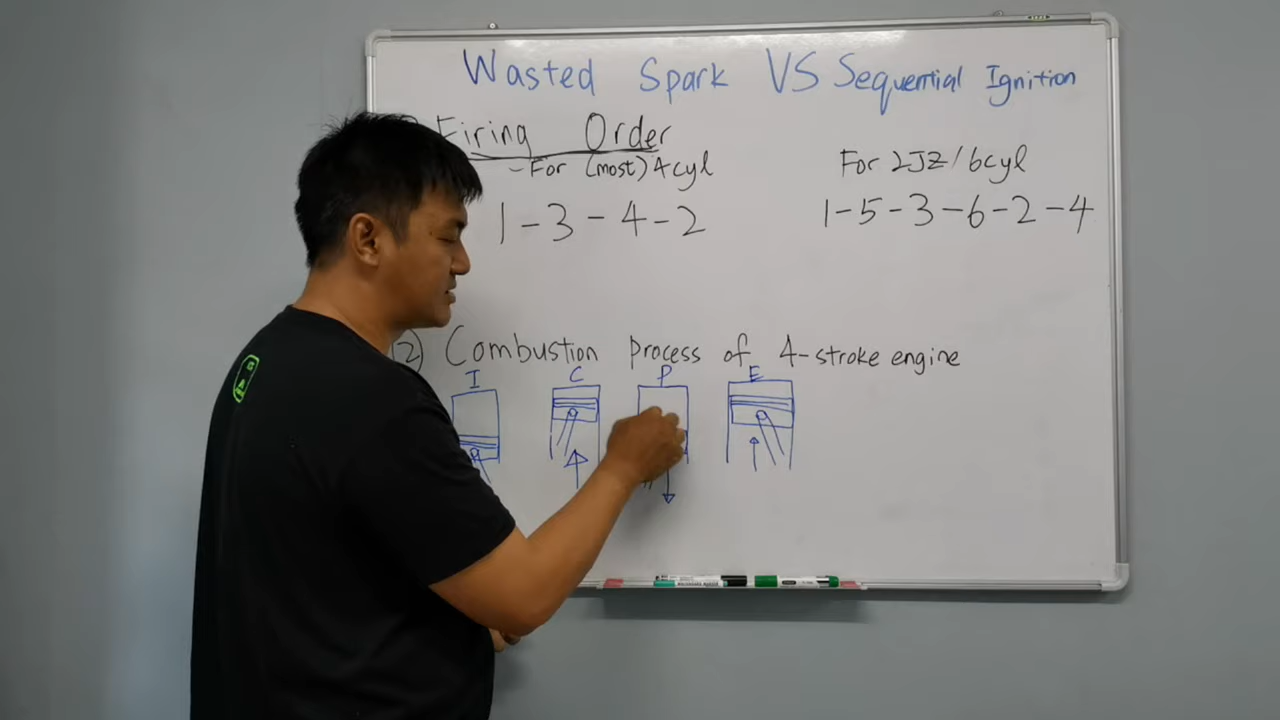 Wasted Spark VS Sequential Ignition
Firing Order
- For (most) 4cyl
1-3-4-2
For 2JZ/6cyl
1-5-3-6-2-4
2) Combustion process of 4-stroke engine
I C P E